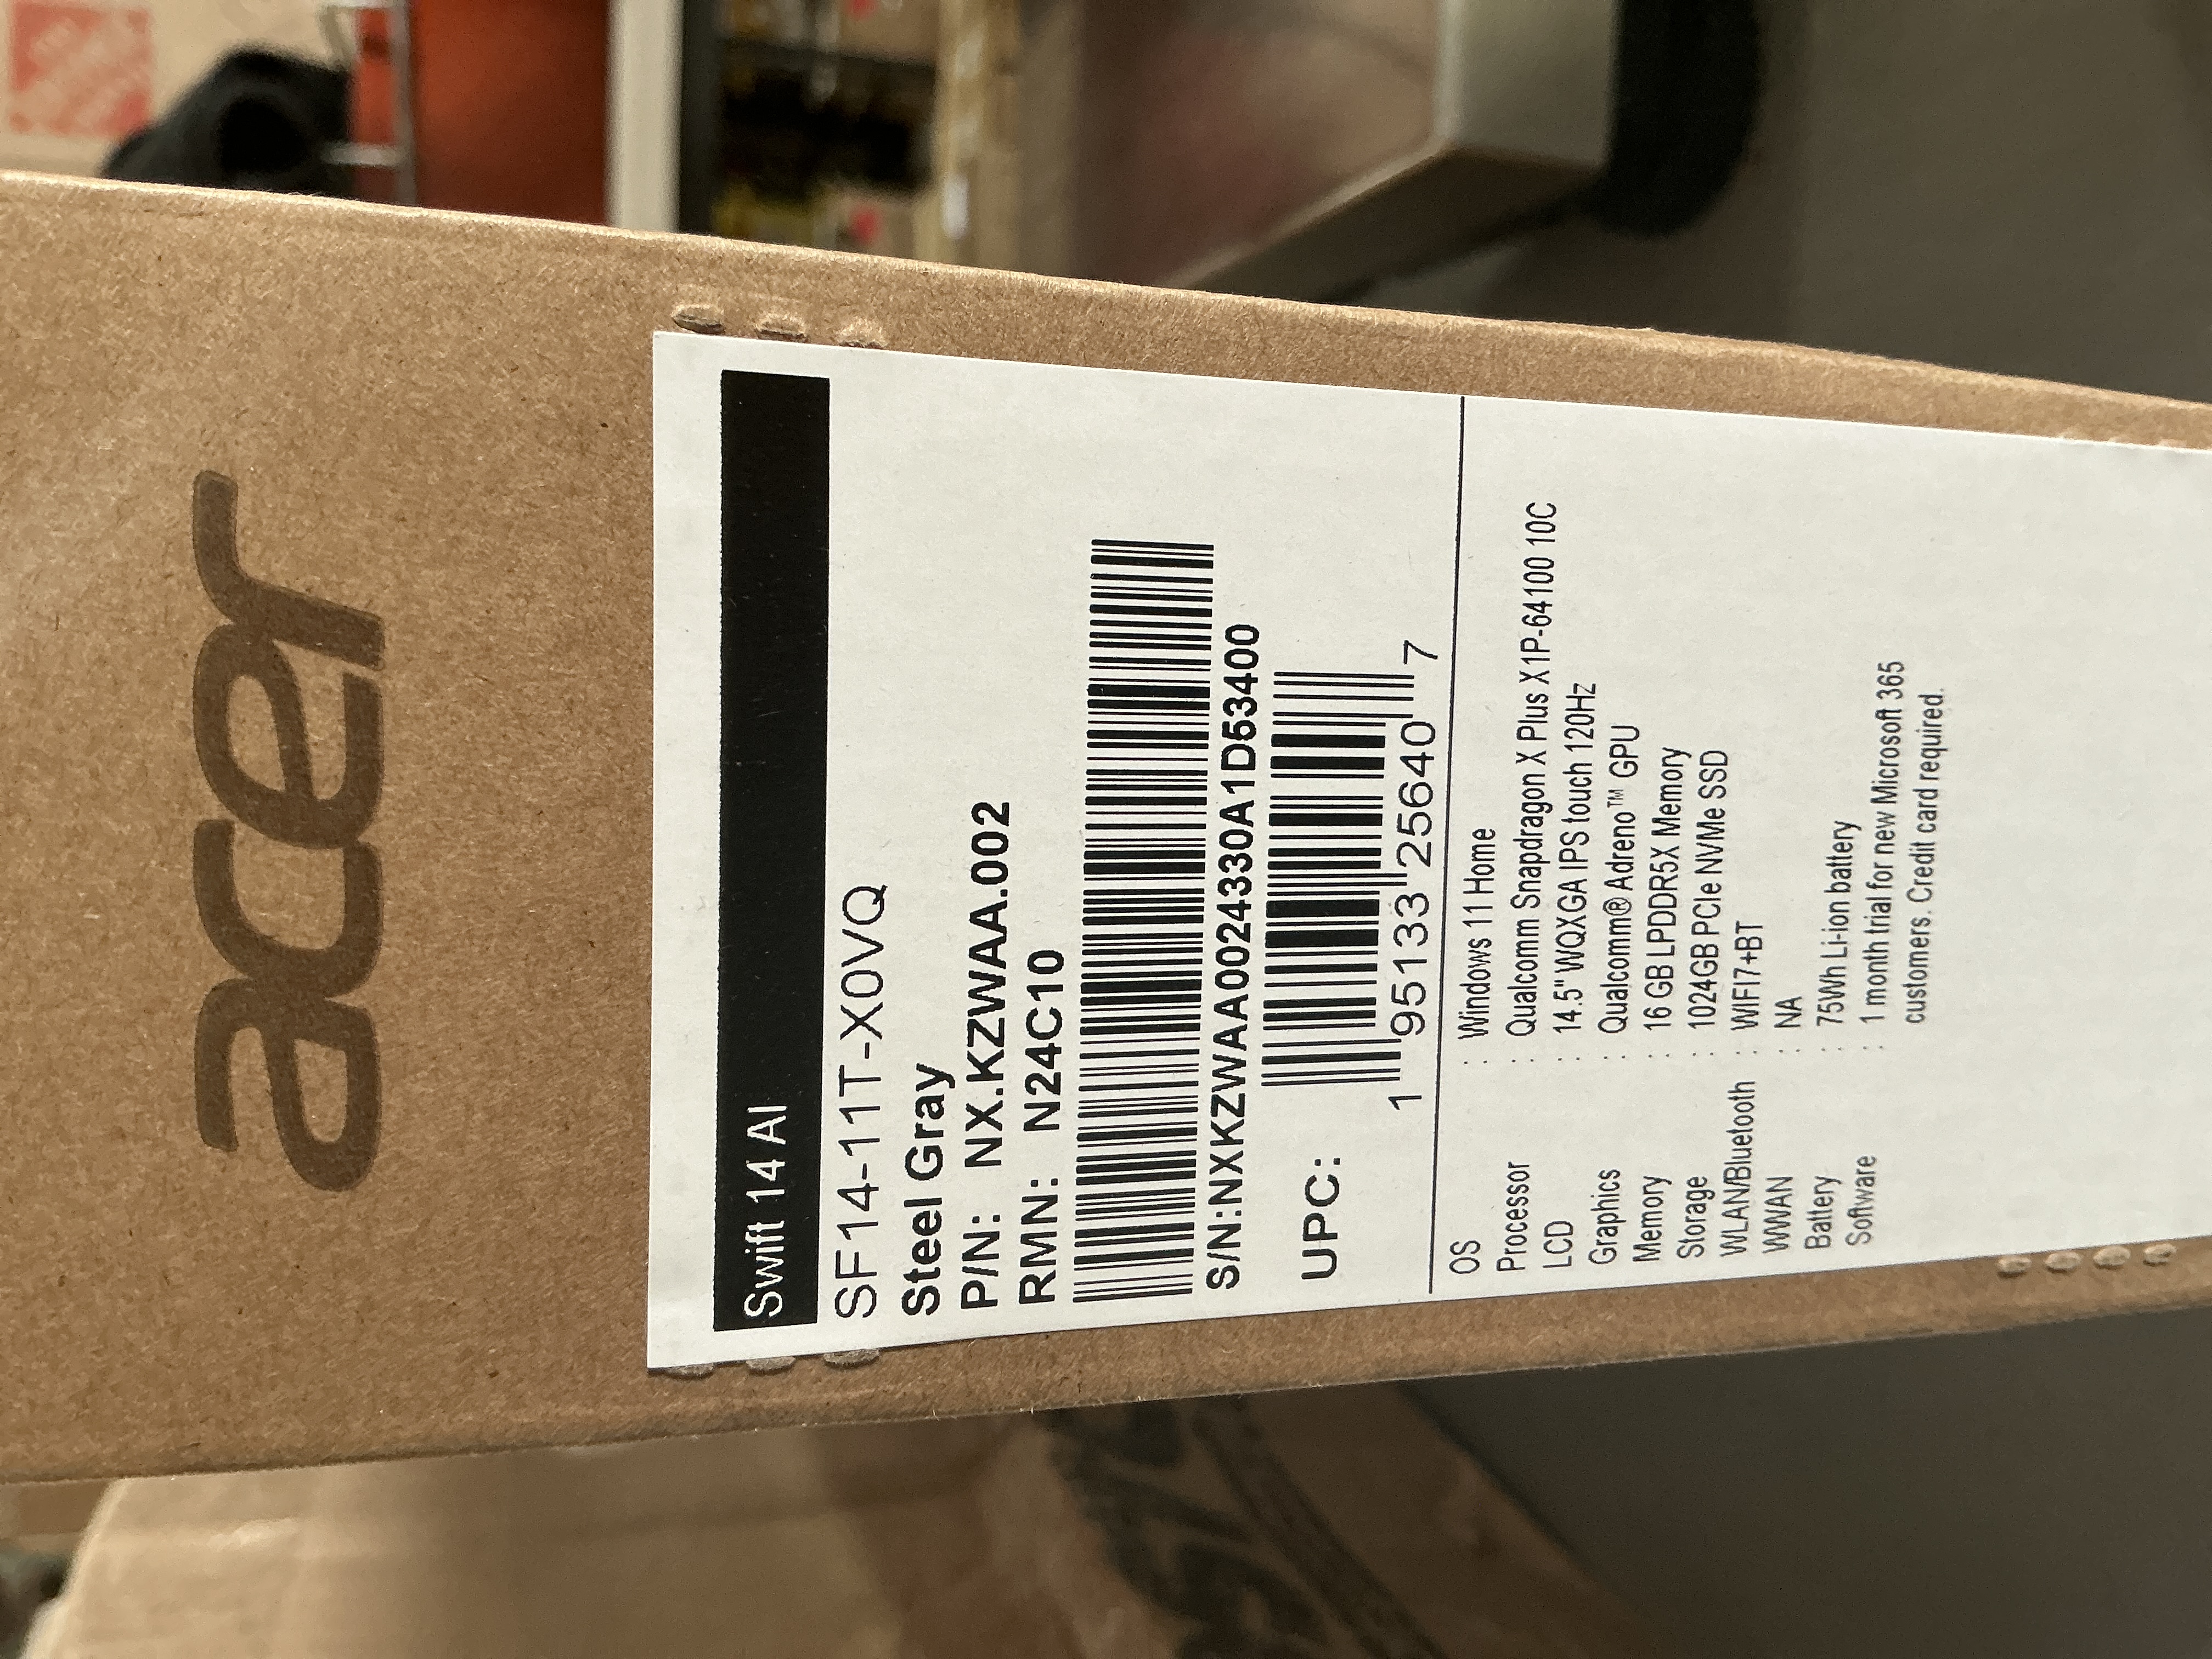 acer
Swift 14 AI
SF14-11T-X0VQ
Steel Gray
P/N: NX.KZWAA.002
RMN: N24C10
S/N:NXKZWAA0024330A1D53400
UPC:
1 95133 25640 7
OS : Windows 11 Home
Processor : Qualcomm Snapdragon X Plus X1P-64100 10C
LCD : 14.5" WQXGA IPS touch 120Hz
Graphics : Qualcomm® Adreno™ GPU
Memory : 16 GB LPDDR5X Memory
Storage : 1024GB PCIe NVMe SSD
WLAN/Bluetooth : WIFI7+BT
WWAN : NA
Battery : 75Wh Li-ion battery
Software : 1 month trial for new Microsoft 365
customers. Credit card required.